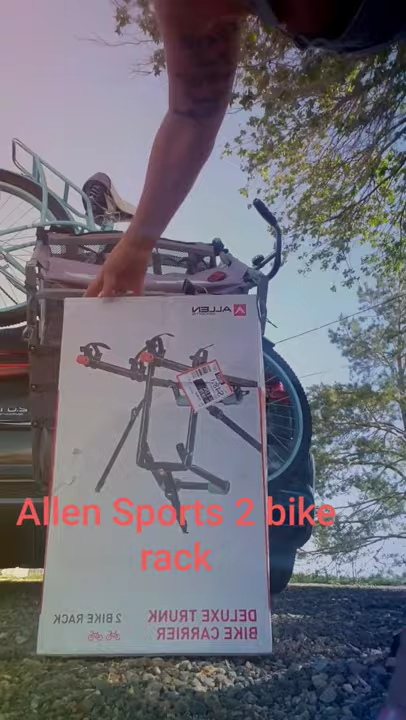 ALLEN
Allen Sports 2 bike
rack
2 BIKE RACK
DELUXE TRUNK
BIKE CARRIER